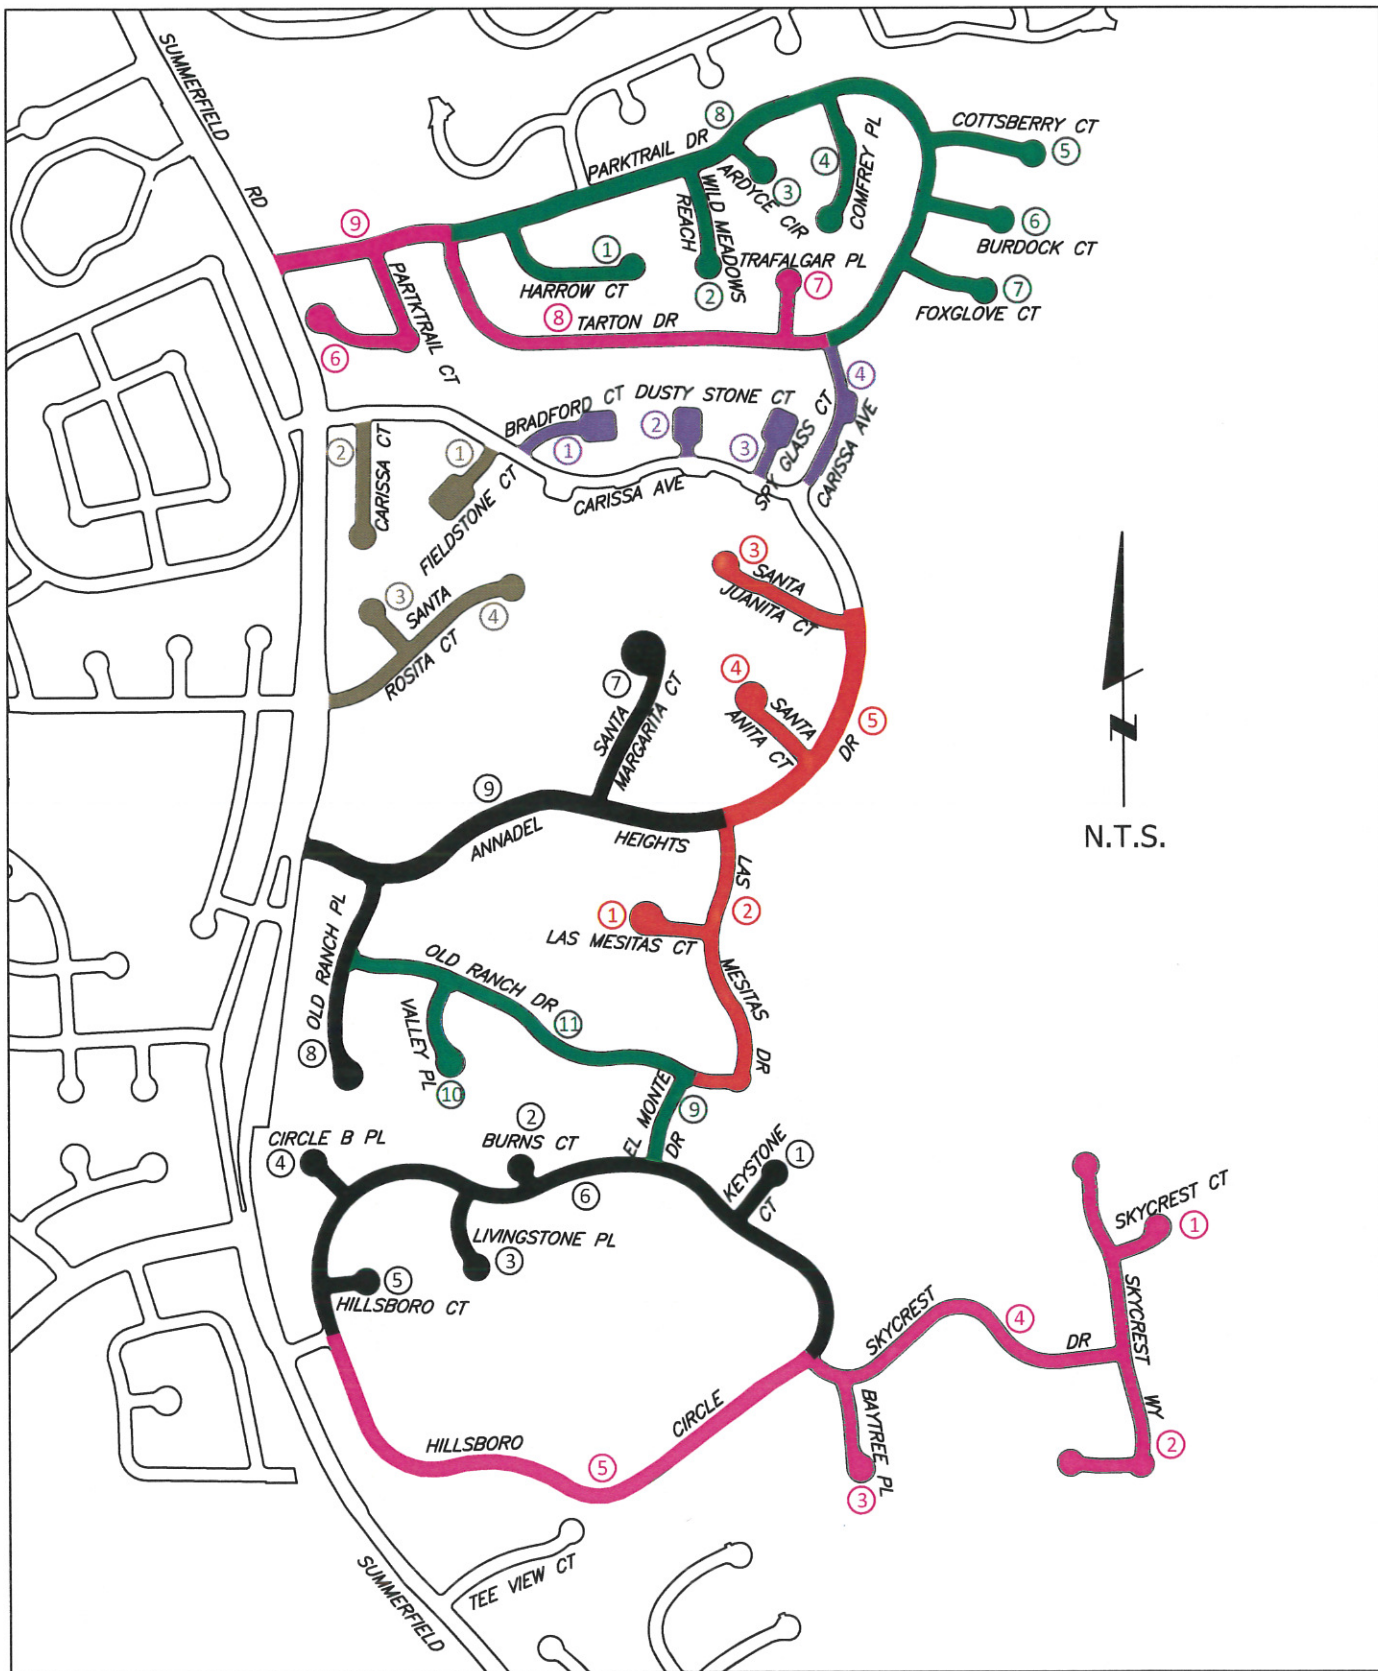 SUMMERFIELD
RD
PARKTRAIL DR
8
COTTSBERRY CT
5
ARDYCE CIR
3
4
COMFREY PL
WILD MEADOWS
REACH
2
6
BURDOCK CT
9
PARTKTRAIL CT
6
1
HARROW CT
TRAFALGAR PL
7
7
FOXGLOVE CT
8
TARTON DR
4
CARISSA AVE
BRADFORD CT
1
DUSTY STONE CT
2
3
SPY GLASS CT
2
CARISSA CT
1
FIELDSTONE CT
CARISSA AVE
3
SANTA
JUANITA CT
3
SANTA
ROSITA CT
4
7
SANTA
MARGARITA CT
4
SANTA
ANITA CT
5
DR
9
ANNADEL
HEIGHTS
N.T.S.
OLD RANCH PL
8
1
LAS MESITAS CT
LAS
2
MESITAS
DR
OLD RANCH DR
11
VALLEY PL
10
EL MONTE
DR
9
CIRCLE B PL
4
2
BURNS CT
6
KEYSTONE
CT
1
LIVINGSTONE PL
3
5
HILLSBORO CT
SKYCREST CT
1
SKYCREST
4
DR
SKYCREST
WY
2
BAYTREE PL
3
HILLSBORO
5
CIRCLE
TEE VIEW CT
SUMMERFIELD